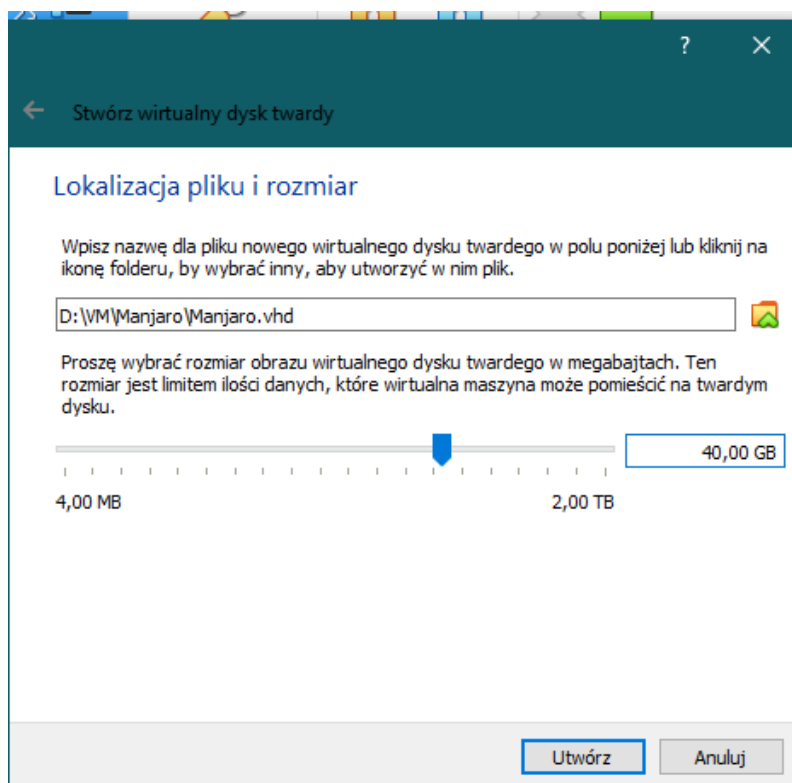 ?
Stwórz wirtualny dysk twardy
Lokalizacja pliku i rozmiar
Wpisz nazwę dla pliku nowego wirtualnego dysku twardego w polu poniżej lub kliknij na
ikonę folderu, by wybrać inny, aby utworzyć w nim plik.
D:\VM\Manjaro\Manjaro.vhd
Proszę wybrać rozmiar obrazu wirtualnego dysku twardego w megabajtach. Ten
rozmiar jest limitem ilości danych, które wirtualna maszyna może pomieścić na twardym
dysku.
40,00 GB
4,00 MB 2,00 TB
Utwórz Anuluj